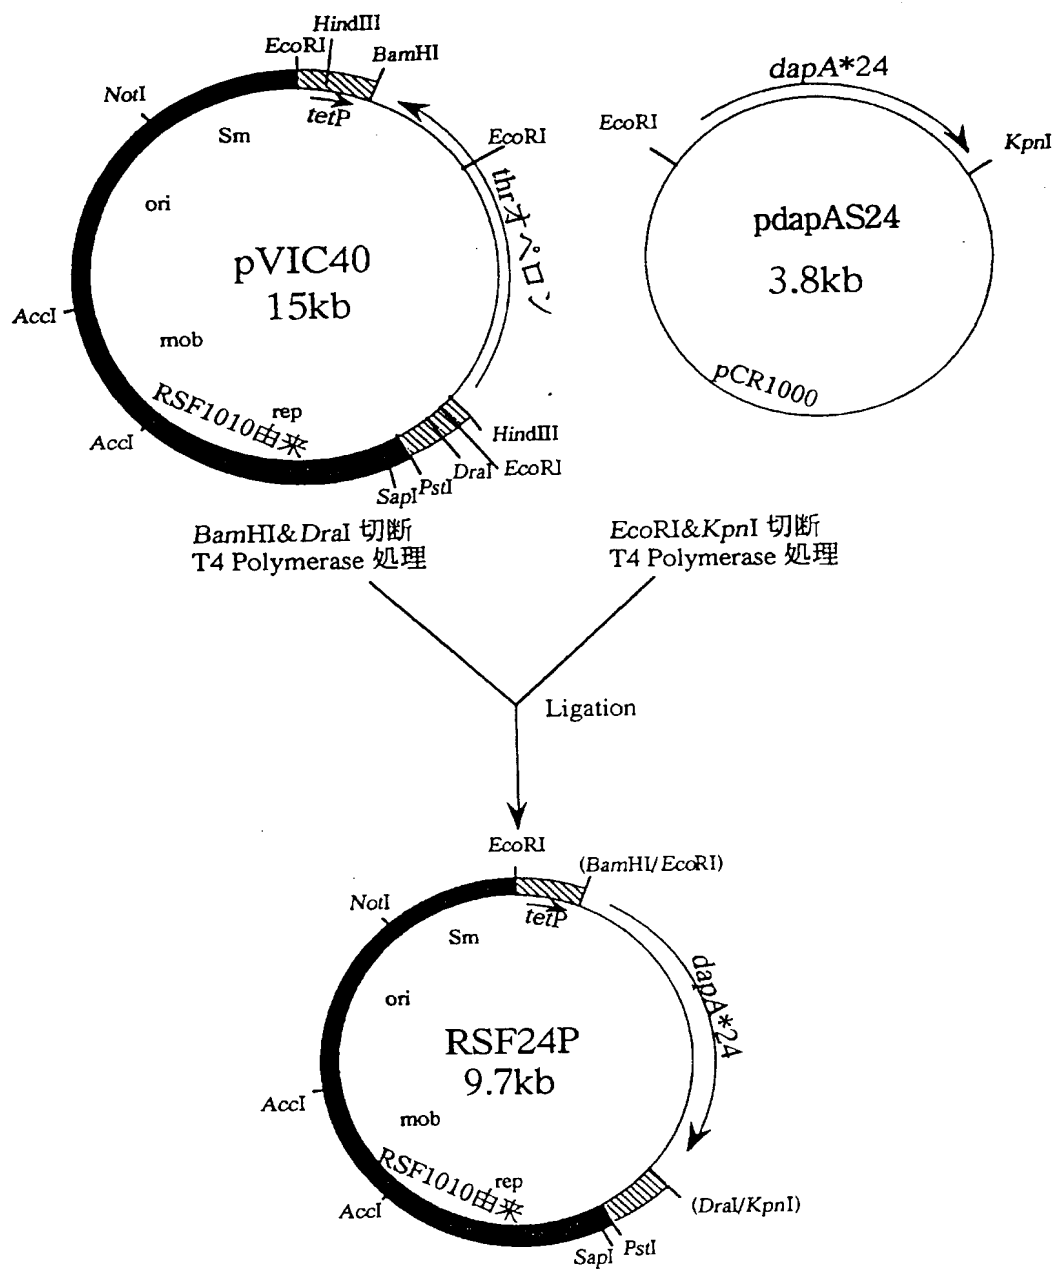 HindIII
EcoRI
BamHI
NotI
tetP
Sm
EcoRI
thrオペロン
ori
pVIC40
15kb
AccI
mob
RSF1010由来
rep
AccI
HindIII
EcoRI
DraI
PstI
SapI
dapA*24
EcoRI
KpnI
pdapAS24
3.8kb
pCR1000
BamHI&DraI 切断
T4 Polymerase 処理
EcoRI&KpnI 切断
T4 Polymerase 処理
Ligation
EcoRI
(BamHI/EcoRI)
NotI
tetP
Sm
dapA*24
ori
RSF24P
9.7kb
AccI
mob
RSF1010由来
rep
AccI
(DraI/KpnI)
PstI
SapI